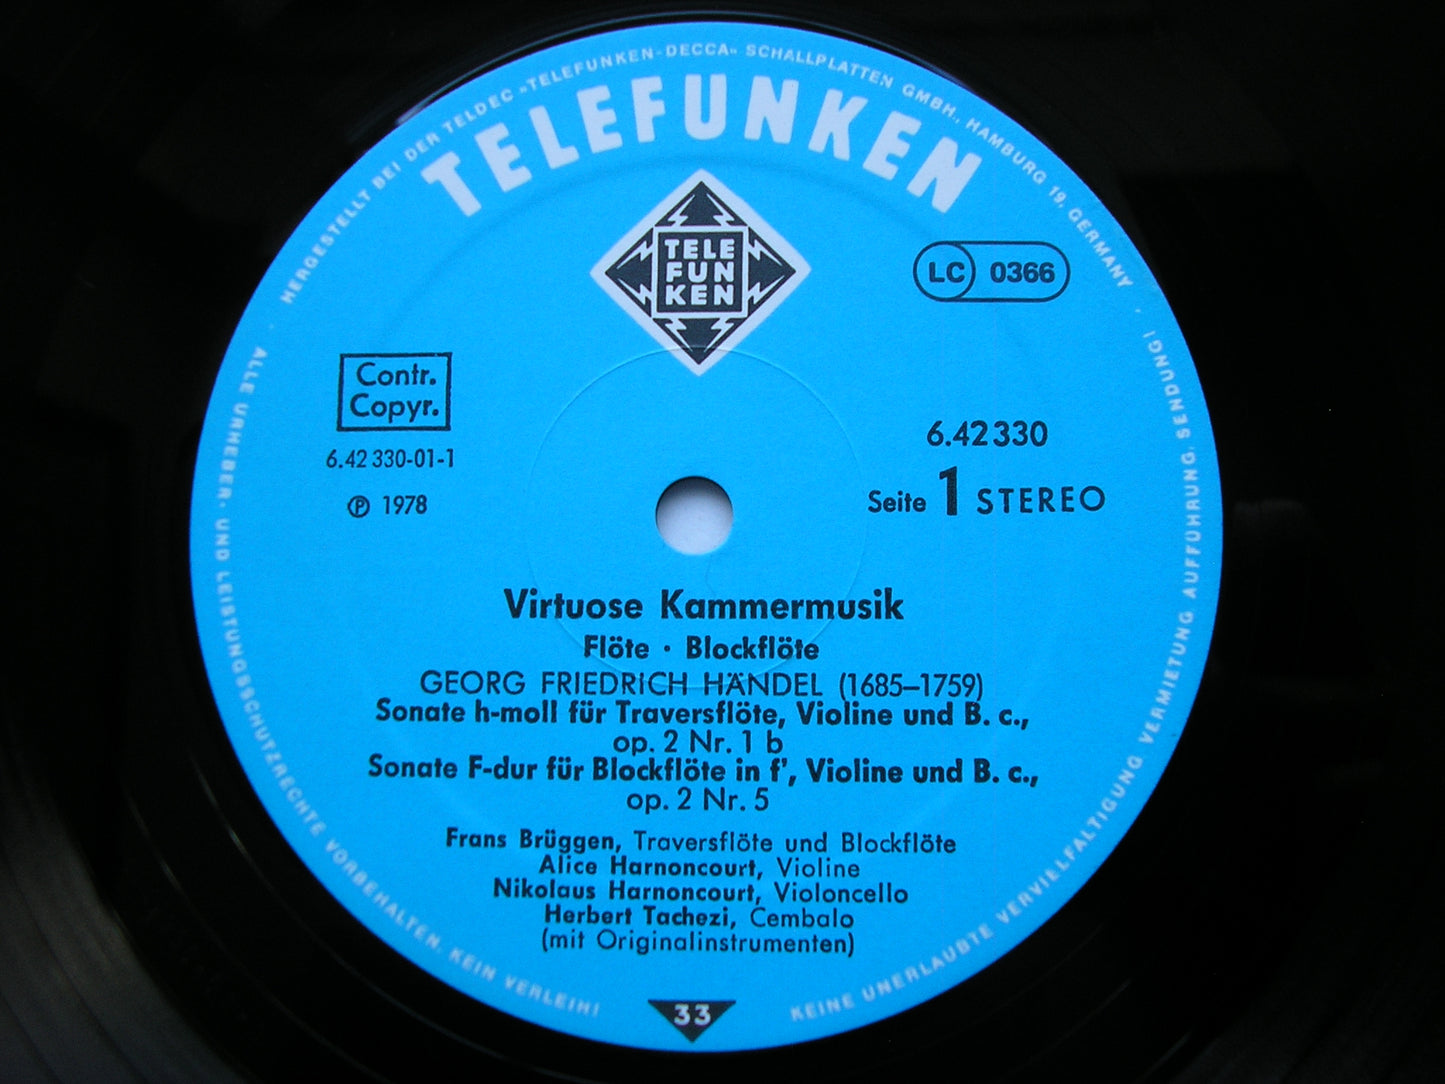 HERGESTELLT BEI DER TELDEC »TELEFUNKEN-DECCA« SCHALLPLATTEN GMBH., HAMBURG 19, GERMANY
TELEFUNKEN
TELE
FUN
KEN
LC 0366
Contr.
Copyr.
6.42 330-01-1
Ⓟ 1978
6.42 330
Seite 1 STEREO
Virtuose Kammermusik
Flöte · Blockflöte
GEORG FRIEDRICH HÄNDEL (1685–1759)
Sonate h-moll für Traversflöte, Violine und B. c.,
op. 2 Nr. 1 b
Sonate F-dur für Blockflöte in f', Violine und B. c.,
op. 2 Nr. 5
Frans Brüggen, Traversflöte und Blockflöte
Alice Harnoncourt, Violine
Nikolaus Harnoncourt, Violoncello
Herbert Tachezi, Cembalo
(mit Originalinstrumenten)
33
ALLE URHEBER- UND LEISTUNGSSCHUTZRECHTE VORBEHALTEN. KEIN VERLEIH!
KEINE UNERLAUBTE VERVIELFÄLTIGUNG, VERMIETUNG, AUFFÜHRUNG, SENDUNG!